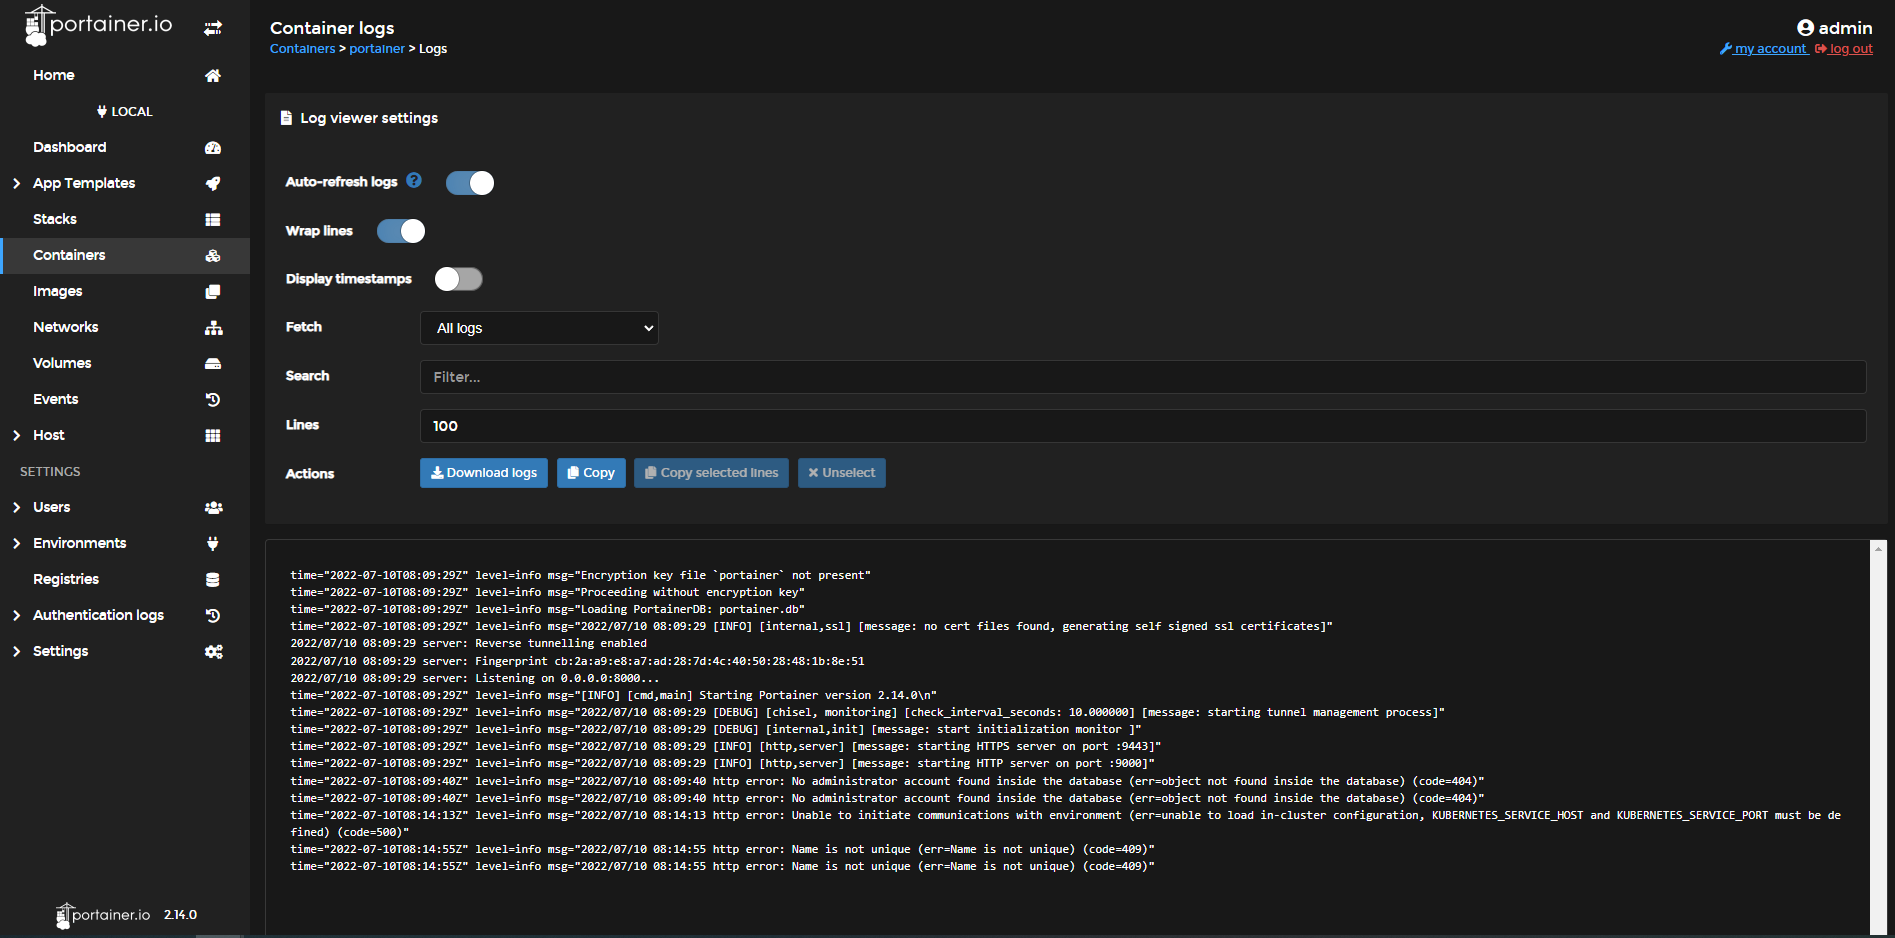 portainer.io
Home
LOCAL
Dashboard
App Templates
Stacks
Containers
Images
Networks
Volumes
Events
Host
SETTINGS
Users
Environments
Registries
Authentication logs
Settings
portainer.io 2.14.0
Container logs
Containers > portainer > Logs
admin
my account log out
Log viewer settings
Auto-refresh logs ?
Wrap lines
Display timestamps
Fetch All logs
Search Filter...
Lines 100
Actions Download logs Copy Copy selected lines Unselect
time="2022-07-10T08:09:29Z" level=info msg="Encryption key file `portainer` not present"
time="2022-07-10T08:09:29Z" level=info msg="Proceeding without encryption key"
time="2022-07-10T08:09:29Z" level=info msg="Loading PortainerDB: portainer.db"
time="2022-07-10T08:09:29Z" level=info msg="2022/07/10 08:09:29 [INFO] [internal,ssl] [message: no cert files found, generating self signed ssl certificates]"
2022/07/10 08:09:29 server: Reverse tunnelling enabled
2022/07/10 08:09:29 server: Fingerprint cb:2a:a9:e8:a7:ad:28:7d:4c:40:50:28:48:1b:8e:51
2022/07/10 08:09:29 server: Listening on 0.0.0.0:8000...
time="2022-07-10T08:09:29Z" level=info msg="[INFO] [cmd,main] Starting Portainer version 2.14.0\n"
time="2022-07-10T08:09:29Z" level=info msg="2022/07/10 08:09:29 [DEBUG] [chisel, monitoring] [check_interval_seconds: 10.000000] [message: starting tunnel management process]"
time="2022-07-10T08:09:29Z" level=info msg="2022/07/10 08:09:29 [DEBUG] [internal,init] [message: start initialization monitor ]"
time="2022-07-10T08:09:29Z" level=info msg="2022/07/10 08:09:29 [INFO] [http,server] [message: starting HTTPS server on port :9443]"
time="2022-07-10T08:09:29Z" level=info msg="2022/07/10 08:09:29 [INFO] [http,server] [message: starting HTTP server on port :9000]"
time="2022-07-10T08:09:40Z" level=info msg="2022/07/10 08:09:40 http error: No administrator account found inside the database (err=object not found inside the database) (code=404)"
time="2022-07-10T08:09:40Z" level=info msg="2022/07/10 08:09:40 http error: No administrator account found inside the database (err=object not found inside the database) (code=404)"
time="2022-07-10T08:14:13Z" level=info msg="2022/07/10 08:14:13 http error: Unable to initiate communications with environment (err=unable to load in-cluster configuration, KUBERNETES_SERVICE_HOST and KUBERNETES_SERVICE_PORT must be de
fined) (code=500)"
time="2022-07-10T08:14:55Z" level=info msg="2022/07/10 08:14:55 http error: Name is not unique (err=Name is not unique) (code=409)"
time="2022-07-10T08:14:55Z" level=info msg="2022/07/10 08:14:55 http error: Name is not unique (err=Name is not unique) (code=409)"